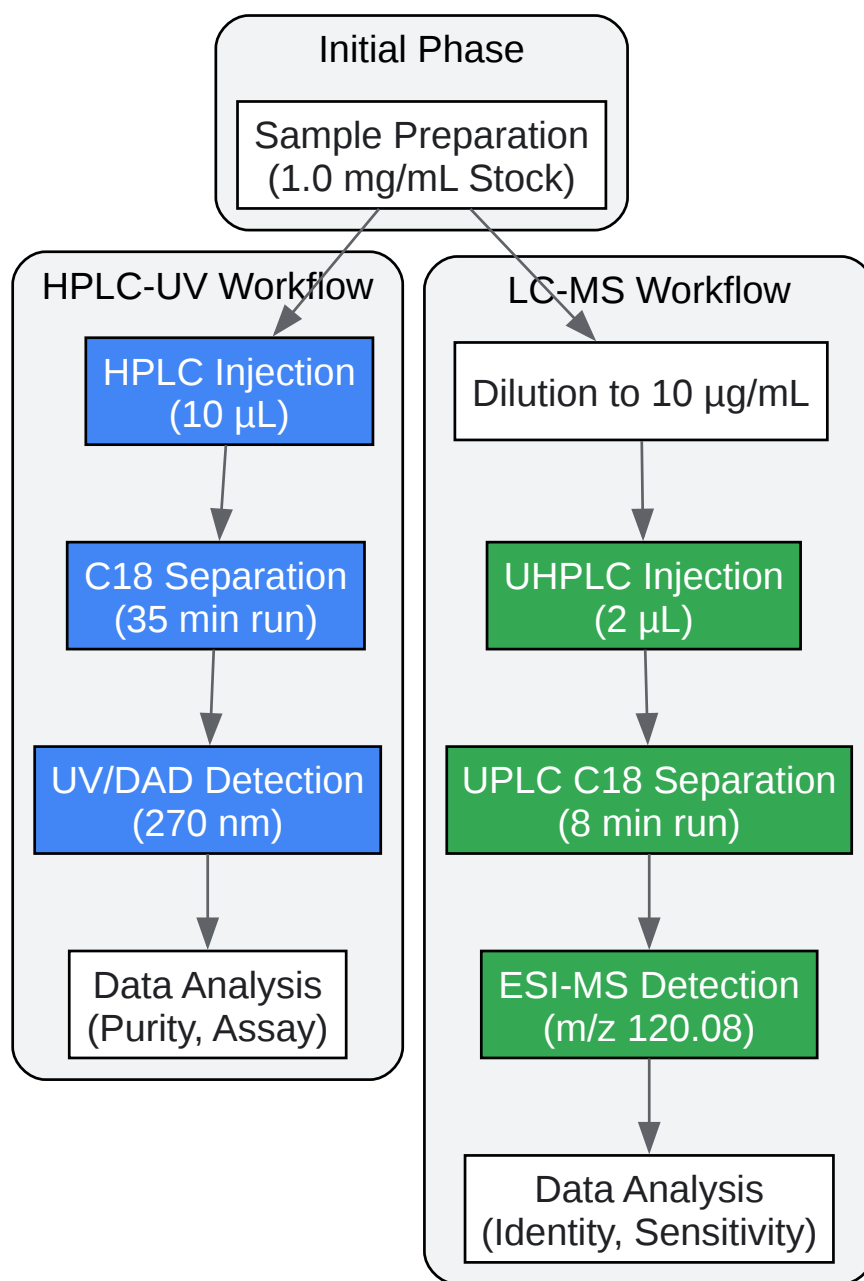 Initial Phase
Sample Preparation
(1.0 mg/mL Stock)
HPLC-UV Workflow
HPLC Injection
(10 µL)
C18 Separation
(35 min run)
UV/DAD Detection
(270 nm)
Data Analysis
(Purity, Assay)
LC-MS Workflow
Dilution to 10 µg/mL
UHPLC Injection
(2 µL)
UPLC C18 Separation
(8 min run)
ESI-MS Detection
(m/z 120.08)
Data Analysis
(Identity, Sensitivity)